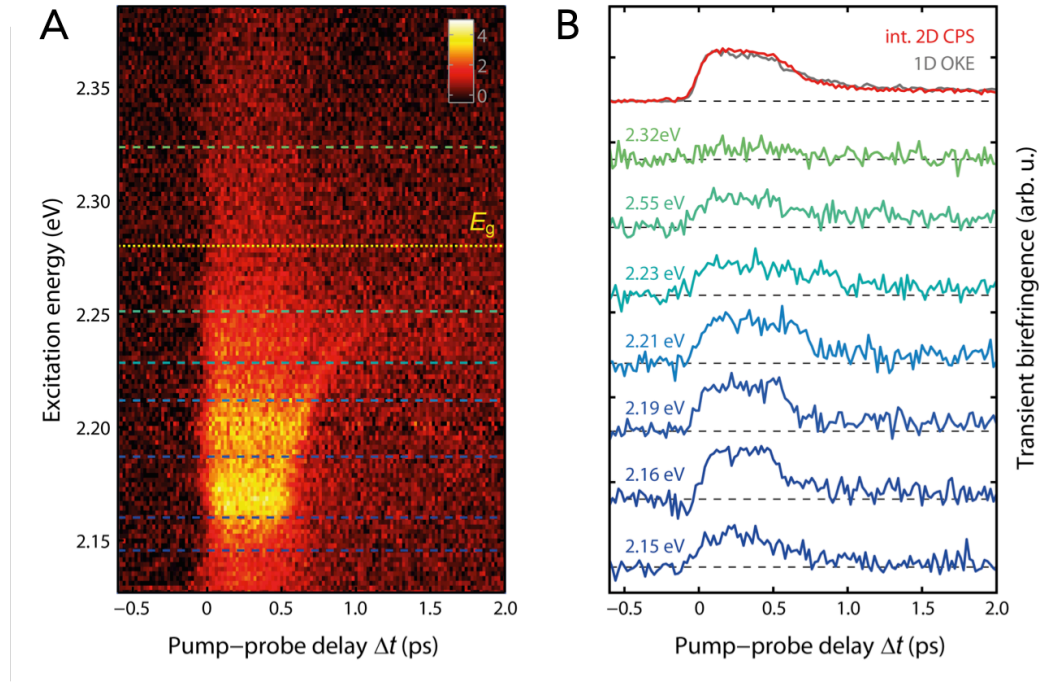 A
4
2
0
2.35
2.30
2.25
2.20
2.15
Excitation energy (eV)
E_g
−0.5 0 0.5 1.0 1.5 2.0
Pump−probe delay Δt (ps)
B
int. 2D CPS
1D OKE
2.32eV
2.55 eV
2.23 eV
2.21 eV
2.19 eV
2.16 eV
2.15 eV
−0.5 0 0.5 1.0 1.5 2.0
Pump−probe delay Δt (ps)
Transient birefringence (arb. u.)